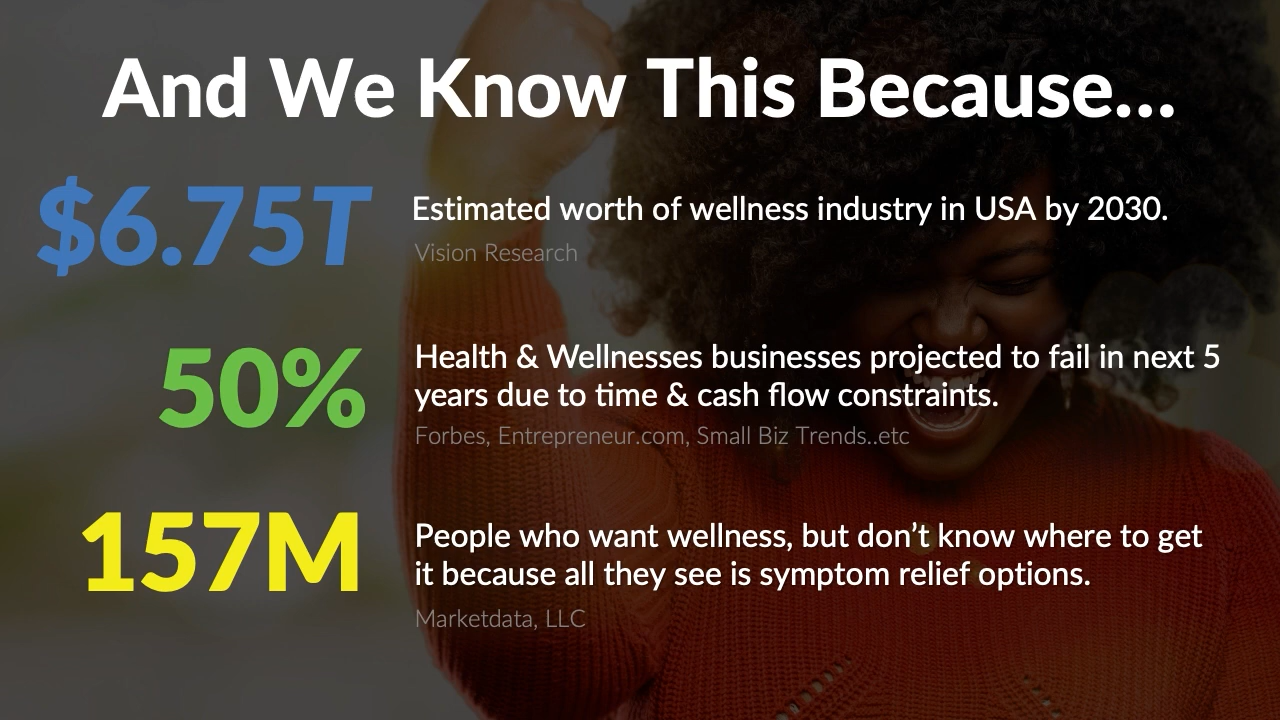 And We Know This Because...
$6.75T
Estimated worth of wellness industry in USA by 2030.
Vision Research
50%
Health & Wellnesses businesses projected to fail in next 5
years due to time & cash flow constraints.
Forbes, Entrepreneur.com, Small Biz Trends..etc
157M
People who want wellness, but don’t know where to get
it because all they see is symptom relief options.
Marketdata, LLC